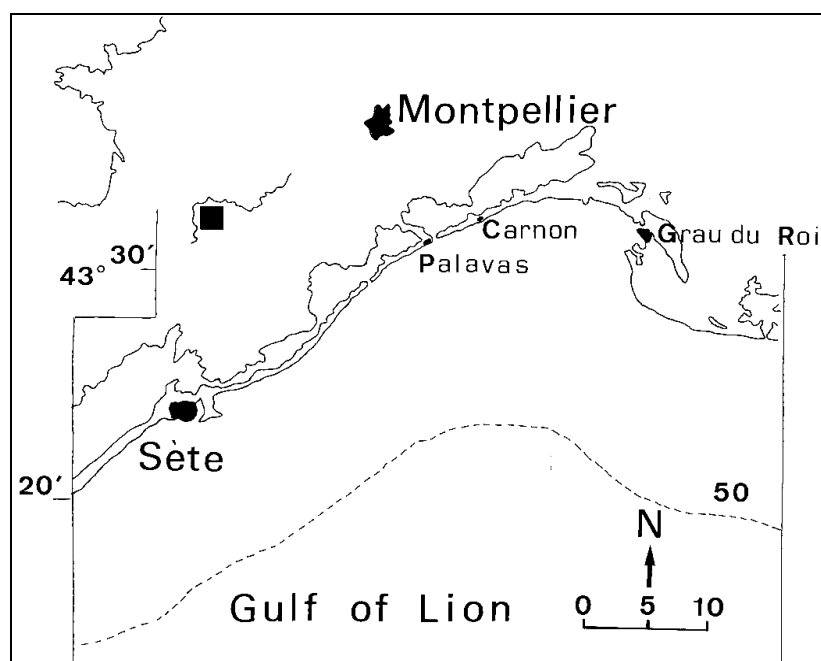 Montpellier
Carnon
Grau du Roi
Palavas
43° 30′
Sète
20′
50
N
Gulf of Lion
0 5 10